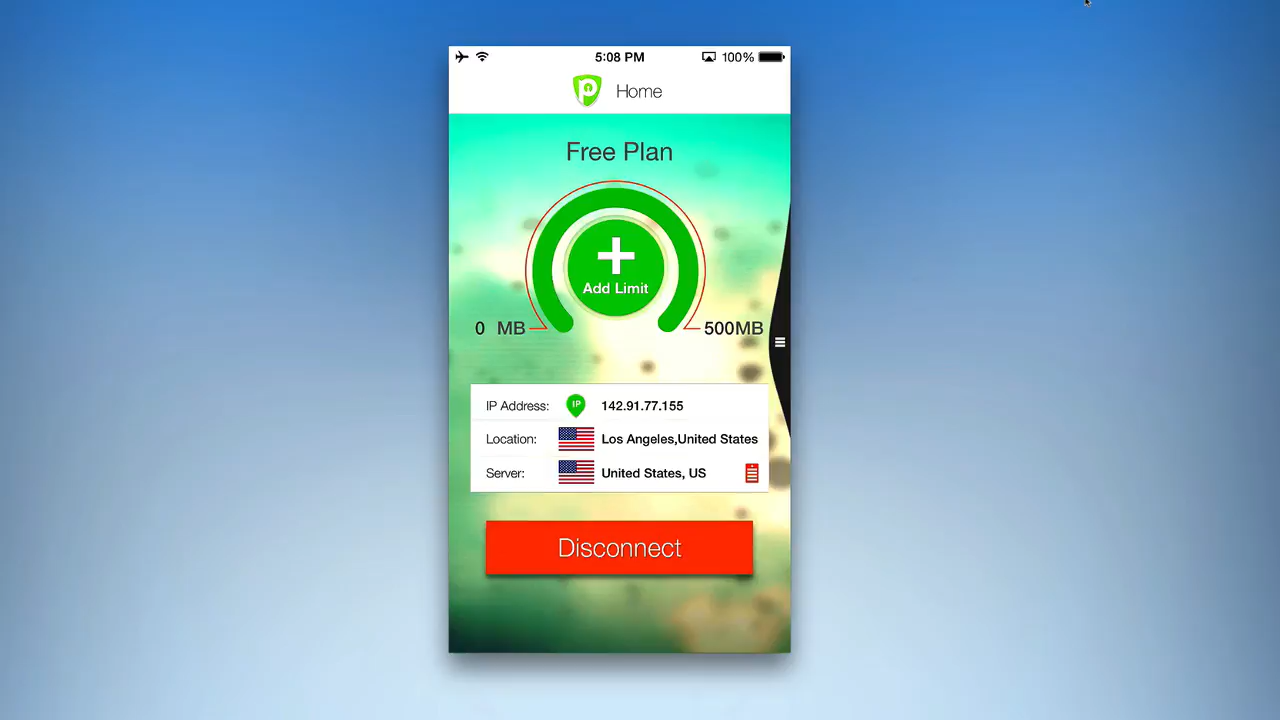 5:08 PM
100%
p Home
Free Plan
Add Limit
0 MB
500MB
IP Address: IP 142.91.77.155
Location: Los Angeles,United States
Server: United States, US
Disconnect